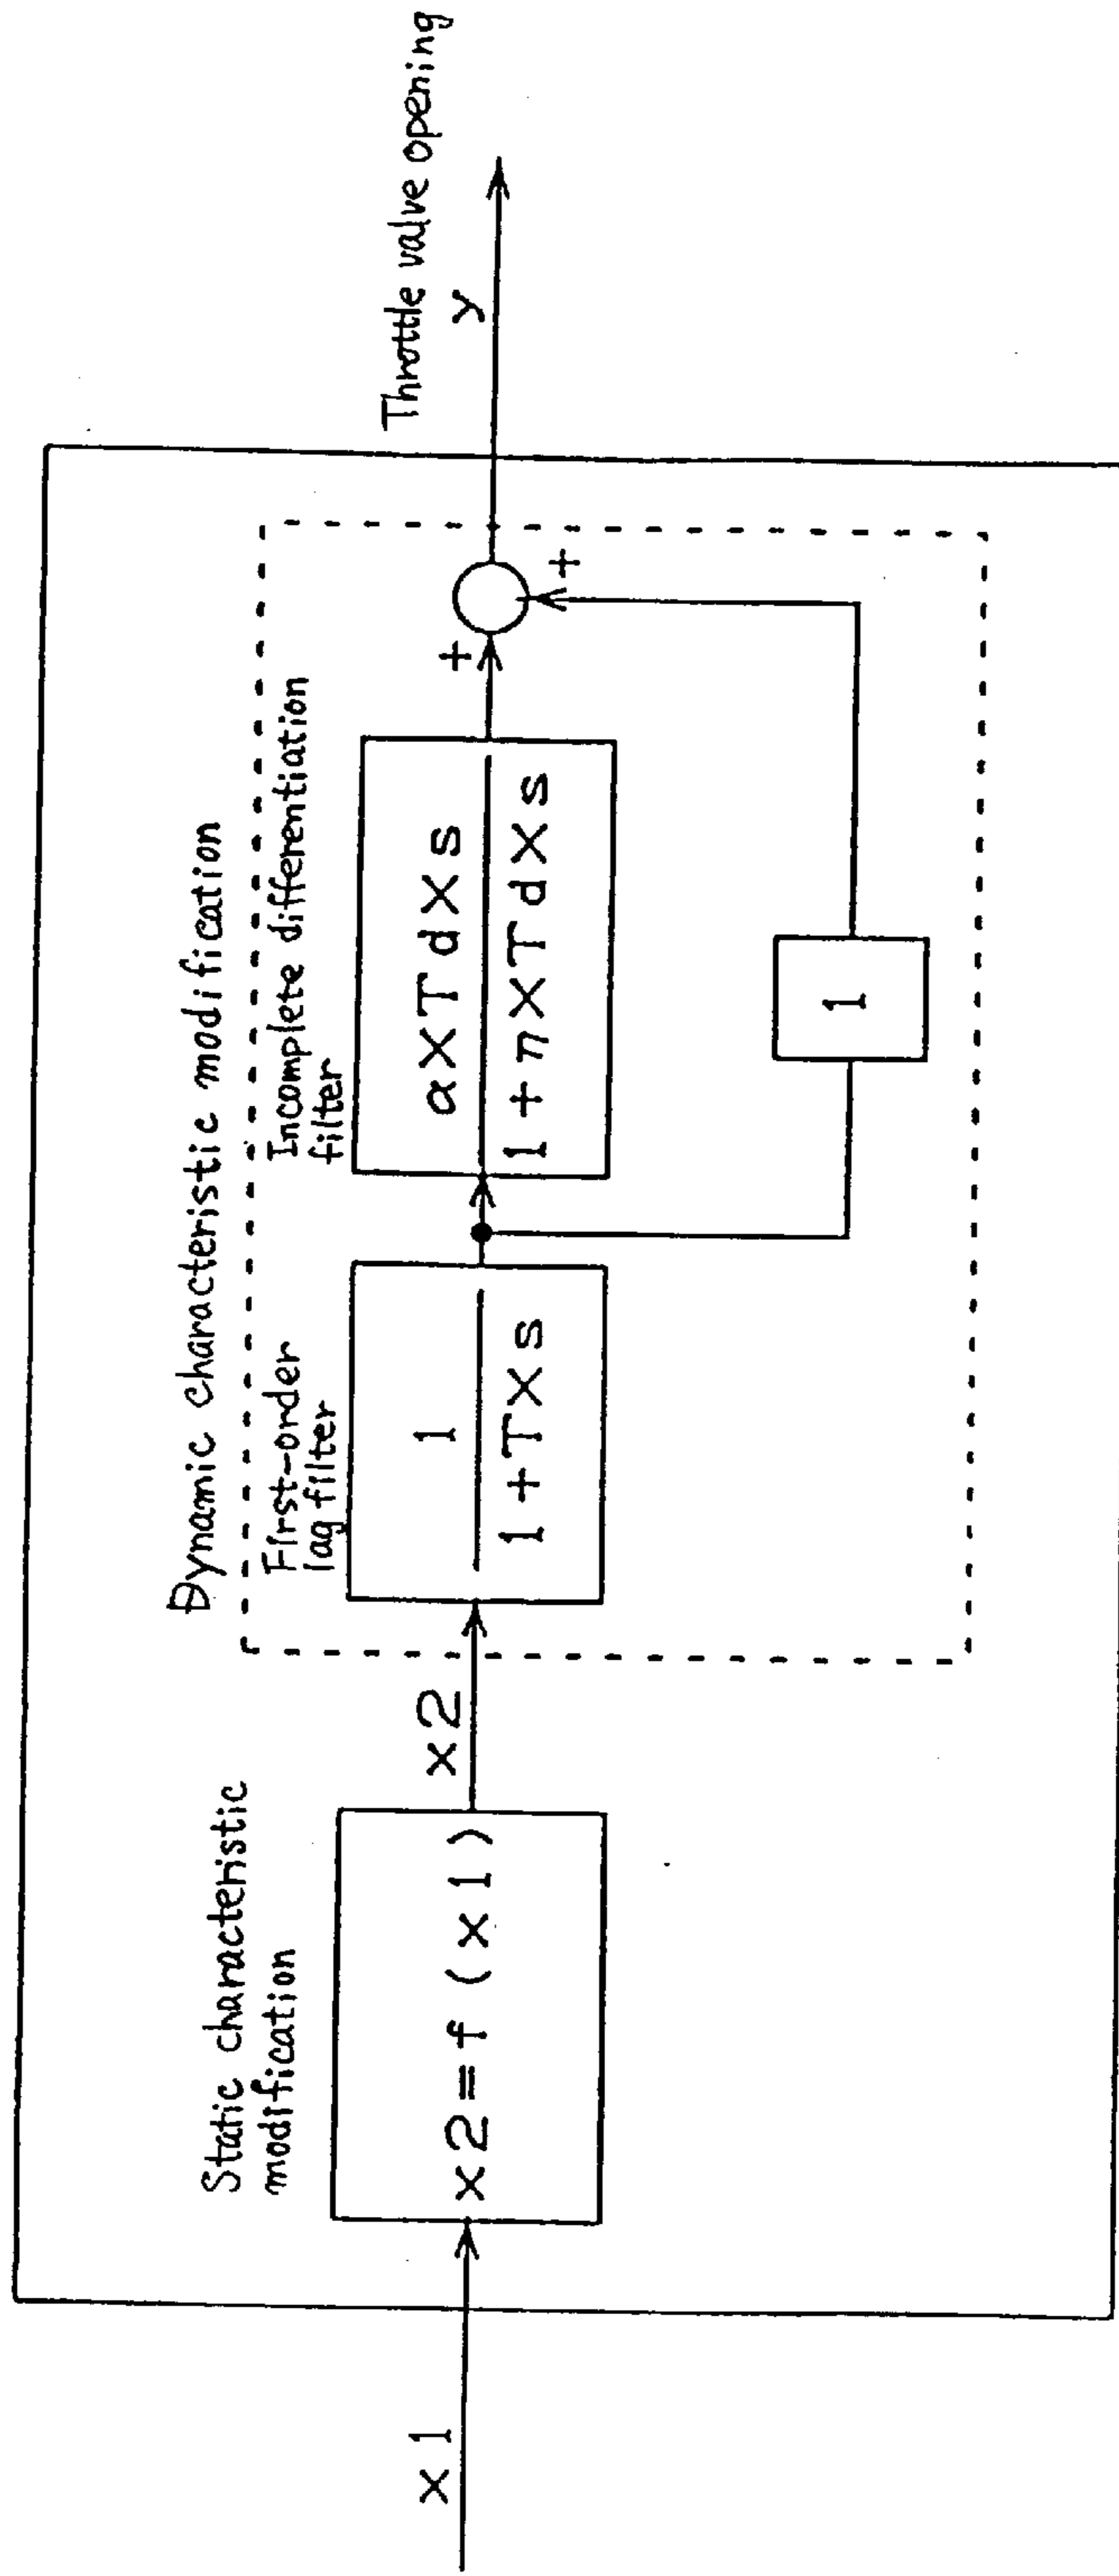 Dynamic characteristic modification
Static characteristic
modification
First-order
lag filter
Incomplete differentiation
filter
Throttle valve opening
x1
x2=f(x1)
x2
1
1+T×s
α×Td×s
1+η×Td×s
+
+
y
1